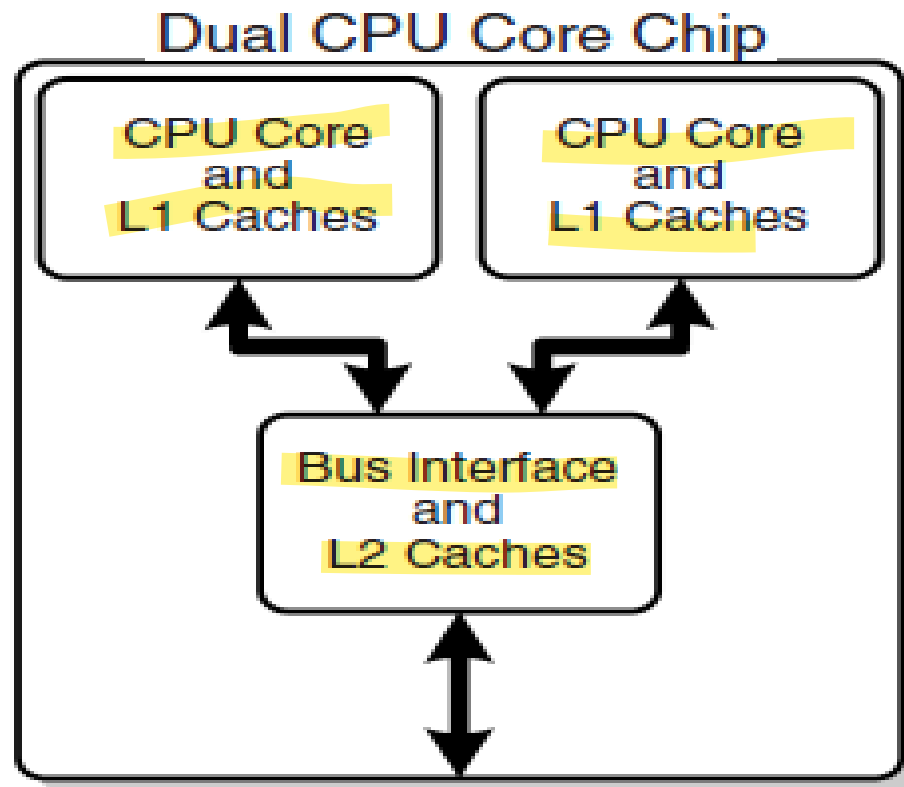 Dual CPU Core Chip
CPU Core
and
L1 Caches
CPU Core
and
L1 Caches
Bus Interface
and
L2 Caches